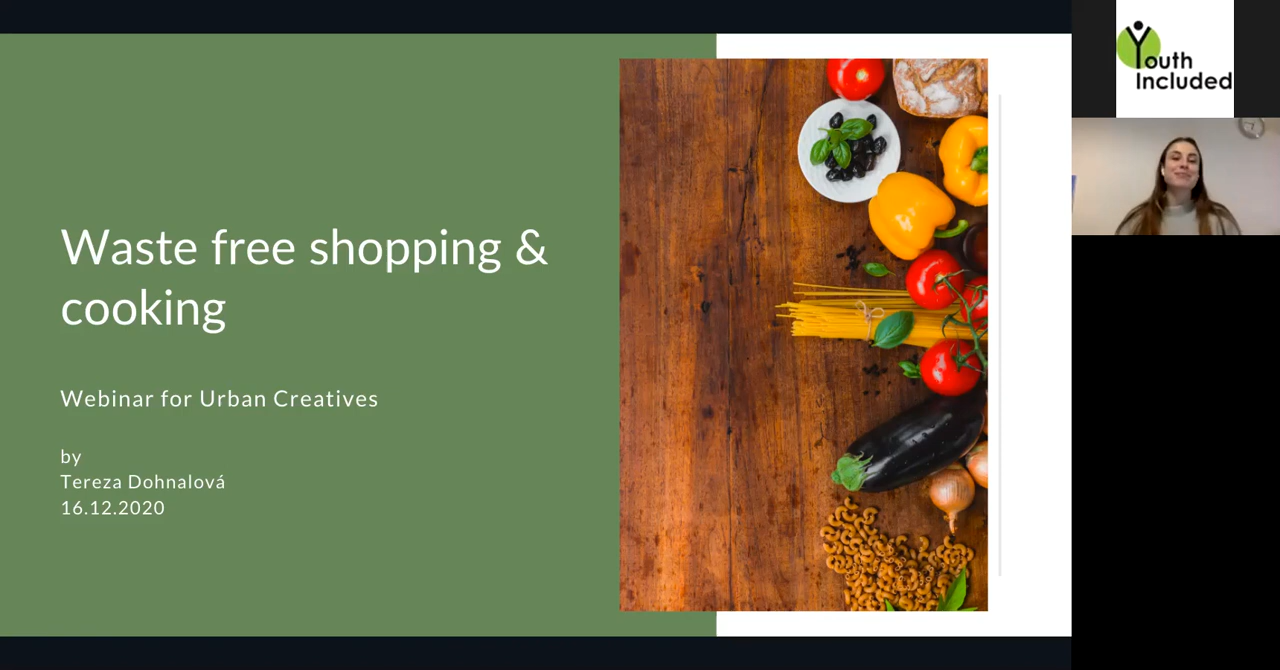 Waste free shopping &
cooking
Webinar for Urban Creatives
by
Tereza Dohnalová
16.12.2020
Youth
Included